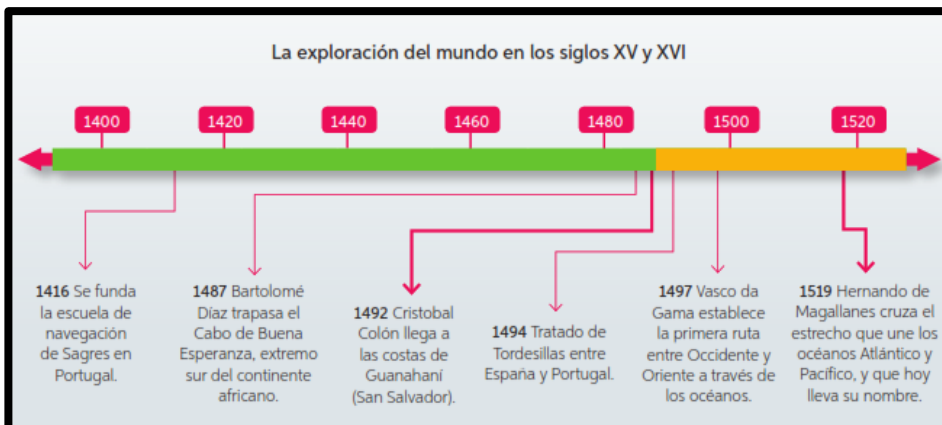 La exploración del mundo en los siglos XV y XVI
1400
1420
1440
1460
1480
1500
1520
1416 Se funda
la escuela de
navegación
de Sagres en
Portugal.
1487 Bartolomé
Díaz trapasa el
Cabo de Buena
Esperanza, extremo
sur del continente
africano.
1492 Cristobal
Colón llega a
las costas de
Guanahaní
(San Salvador).
1494 Tratado de
Tordesillas entre
España y Portugal.
1497 Vasco da
Gama establece
la primera ruta
entre Occidente y
Oriente a través de
los océanos.
1519 Hernando de
Magallanes cruza el
estrecho que une los
océanos Atlántico y
Pacífico, y que hoy
lleva su nombre.